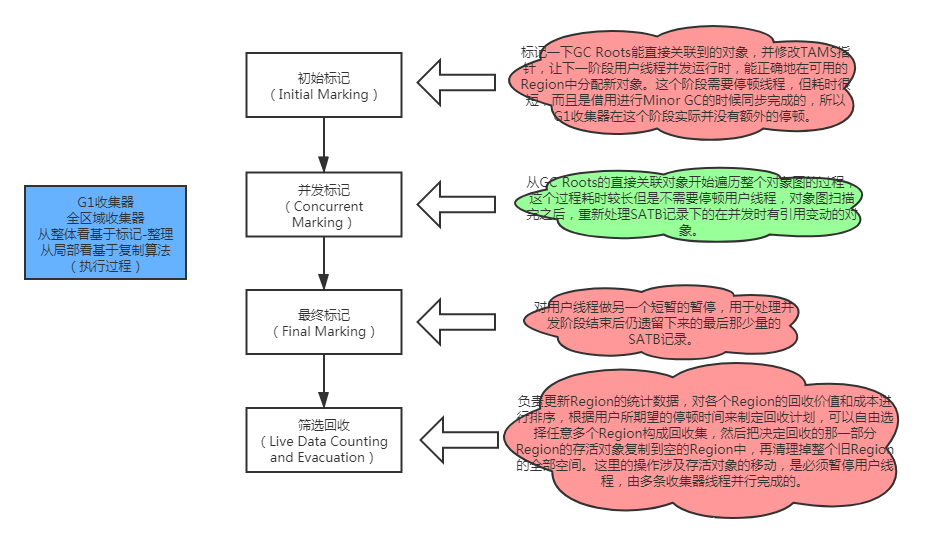 初始标记
（Initial Marking）
标记一下GC Roots能直接关联到的对象，并修改TAMS指
针，让下一阶段用户线程并发运行时，能正确地在可用的
Region中分配新对象。这个阶段需要停顿线程，但耗时很
短，而且是借用进行Minor GC的时候同步完成的，所以
G1收集器在这个阶段实际并没有额外的停顿。
并发标记
（Concurrent
Marking）
从GC Roots的直接关联对象开始遍历整个对象图的过程，
这个过程耗时较长但是不需要停顿用户线程，对象图扫描
完之后，重新处理SATB记录下的在并发时有引用变动的对
象。
G1收集器
全区域收集器
从整体看基于标记-整理
从局部看基于复制算法
（执行过程）
最终标记
（Final Marking）
对用户线程做另一个短暂的暂停，用于处理并
发阶段结束后仍遗留下来的最后那少量的
SATB记录。
筛选回收
（Live Data Counting
and Evacuation）
负责更新Region的统计数据，对各个Region的回收价值和成本进
行排序，根据用户所期望的停顿时间来制定回收计划，可以自由选
择任意多个Region构成回收集，然后把决定回收的那一部分
Region的存活对象复制到空的Region中，再清理掉整个旧Region
的全部空间。这里的操作涉及存活对象的移动，是必须暂停用户线
程，由多条收集器线程并行完成的。